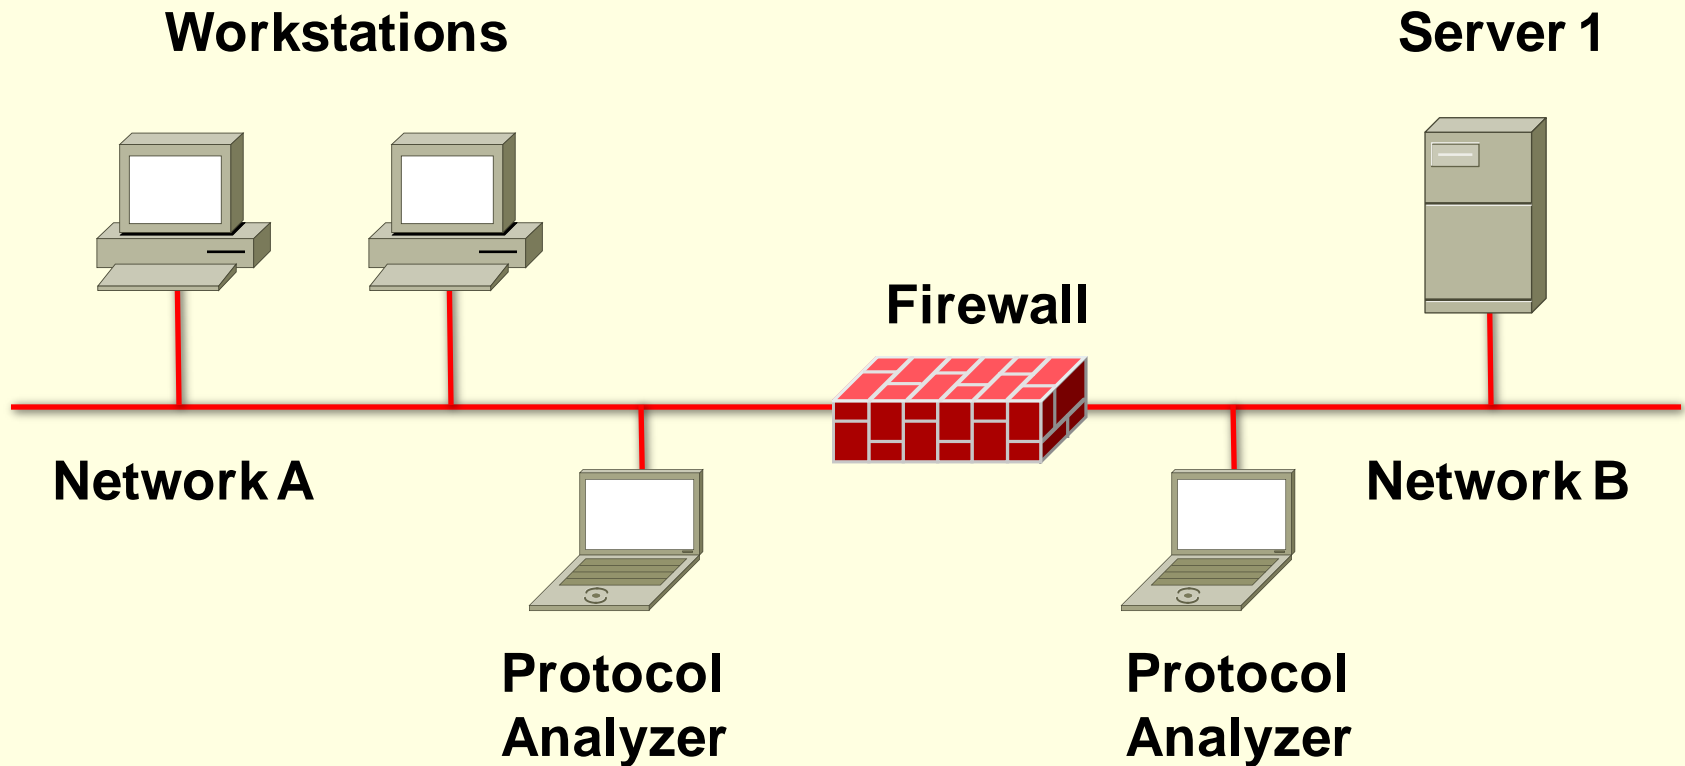 Workstations
Server 1
Firewall
Network A
Network B
Protocol
Analyzer
Protocol
Analyzer